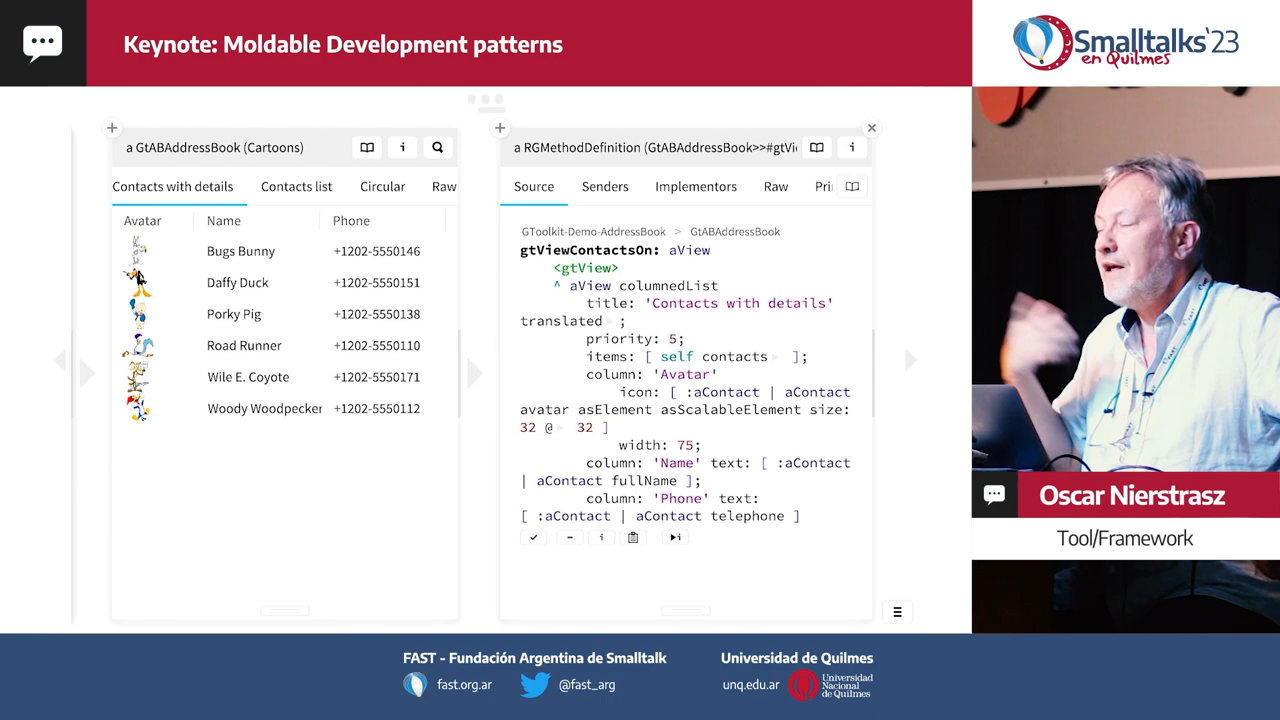 Keynote: Moldable Development patterns
Smalltalks'23
en Quilmes
a GtABAddressBook (Cartoons)
i
Contacts with details Contacts list Circular Raw
Avatar Name Phone
Bugs Bunny +1202-5550146
Daffy Duck +1202-5550151
Porky Pig +1202-5550138
Road Runner +1202-5550110
Wile E. Coyote +1202-5550171
Woody Woodpecker +1202-5550112
a RGMethodDefinition (GtABAddressBook>>#gtVi
i
Source Senders Implementors Raw Pri
GToolkit-Demo-AddressBook > GtABAddressBook
gtViewContactsOn: aView
<gtView>
^ aView columnedList
title: 'Contacts with details'
translated ;
priority: 5;
items: [ self contacts ];
column: 'Avatar'
icon: [ :aContact | aContact
avatar asElement asScalableElement size:
32 @ 32 ]
width: 75;
column: 'Name' text: [ :aContact
| aContact fullName ];
column: 'Phone' text:
[ :aContact | aContact telephone ]
i
i
Oscar Nierstrasz
Tool/Framework
FAST - Fundación Argentina de Smalltalk
fast.org.ar @fast_arg
Universidad de Quilmes
unq.edu.ar
Universidad
Nacional
de Quilmes